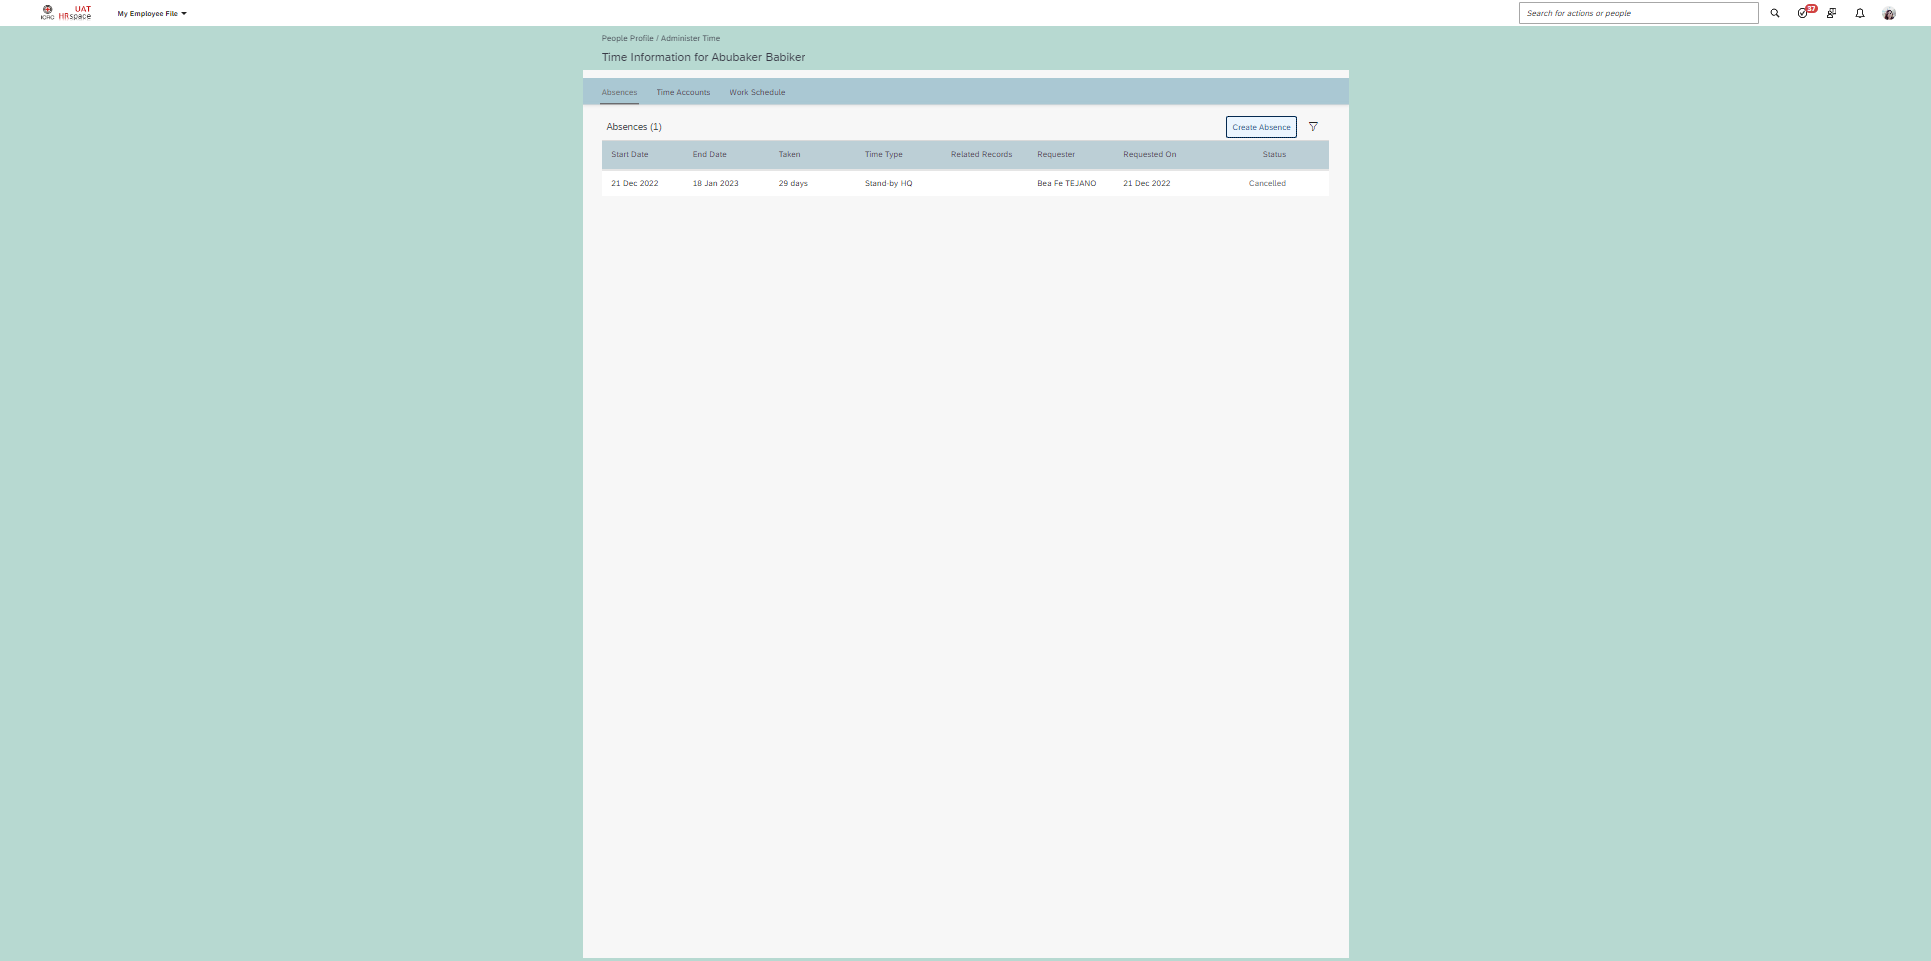 ICRC UAT HRspace My Employee File Search for actions or people 37
People Profile / Administer Time
Time Information for Abubaker Babiker
Absences Time Accounts Work Schedule
Absences (1) Create Absence
Start Date End Date Taken Time Type Related Records Requester Requested On Status
21 Dec 2022 18 Jan 2023 29 days Stand-by HQ Bea Fe TEJANO 21 Dec 2022 Cancelled